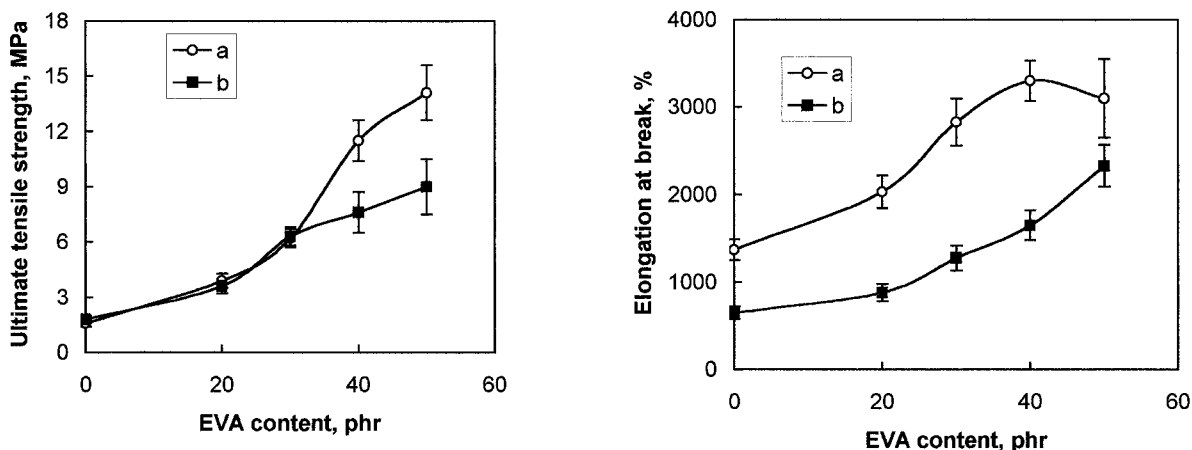 Ultimate tensile strength, MPa
18
15
12
9
6
3
0
a
b
0
20
40
60
EVA content, phr
Elongation at break, %
4000
3000
2000
1000
0
a
b
0
20
40
60
EVA content, phr